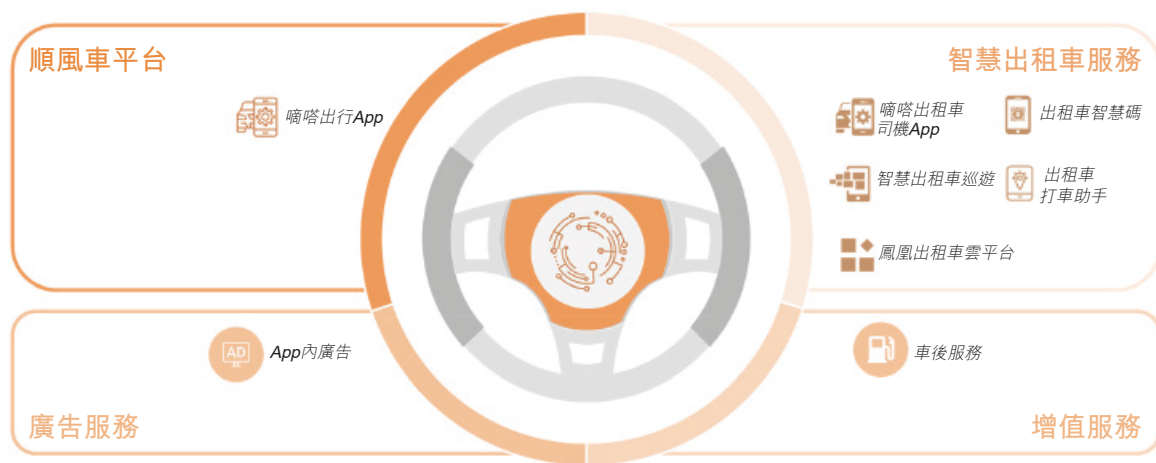 順風車平台
嘀嗒出行App
智慧出租車服務
嘀嗒出租車
司機App
出租車智慧碼
智慧出租車巡遊
出租車
打車助手
鳳凰出租車雲平台
AD
App內廣告
廣告服務
車後服務
增值服務